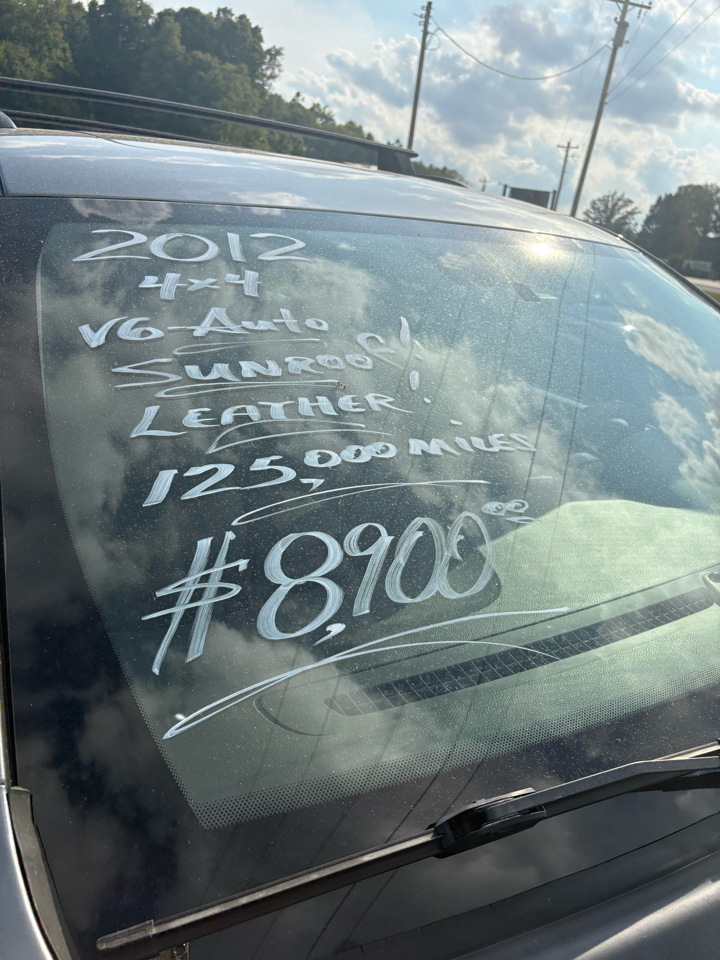 2012
4x4
V6-Auto
SUNROOF!
LEATHER!
125,000 MILES
$8,900.00